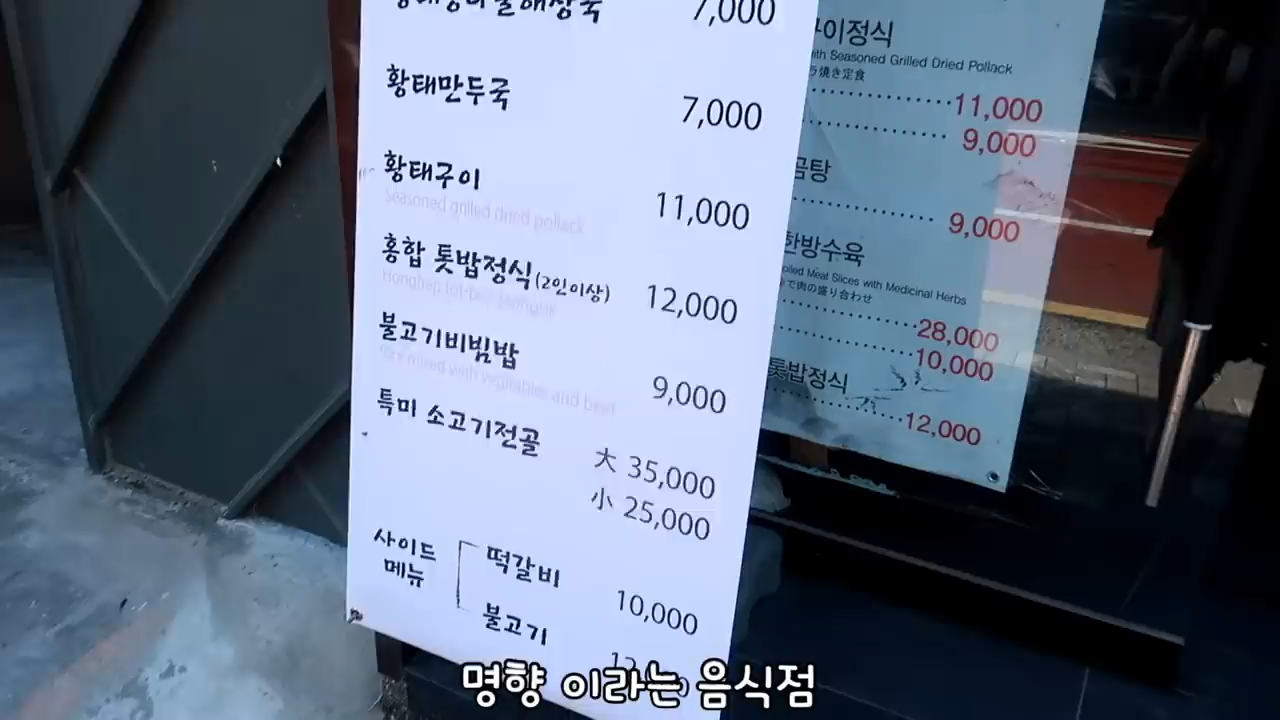 7,000
황태만두국 7,000
황태구이 11,000
Seasoned grilled dried pollack
홍합 톳밥정식(2인이상) 12,000
불고기비빔밥 9,000
Rice mixed with vegetables and beef
특미 소고기전골 大 35,000
小 25,000
사이드 메뉴
떡갈비 10,000
불고기
이정식
with Seasoned Grilled Dried Pollack
焼き定食
11,000
9,000
곰탕
9,000
한방수육
Meat Slices with Medicinal Herbs
で肉の盛り合わせ
28,000
10,000
톳밥정식
12,000
명향 이라는 음식점